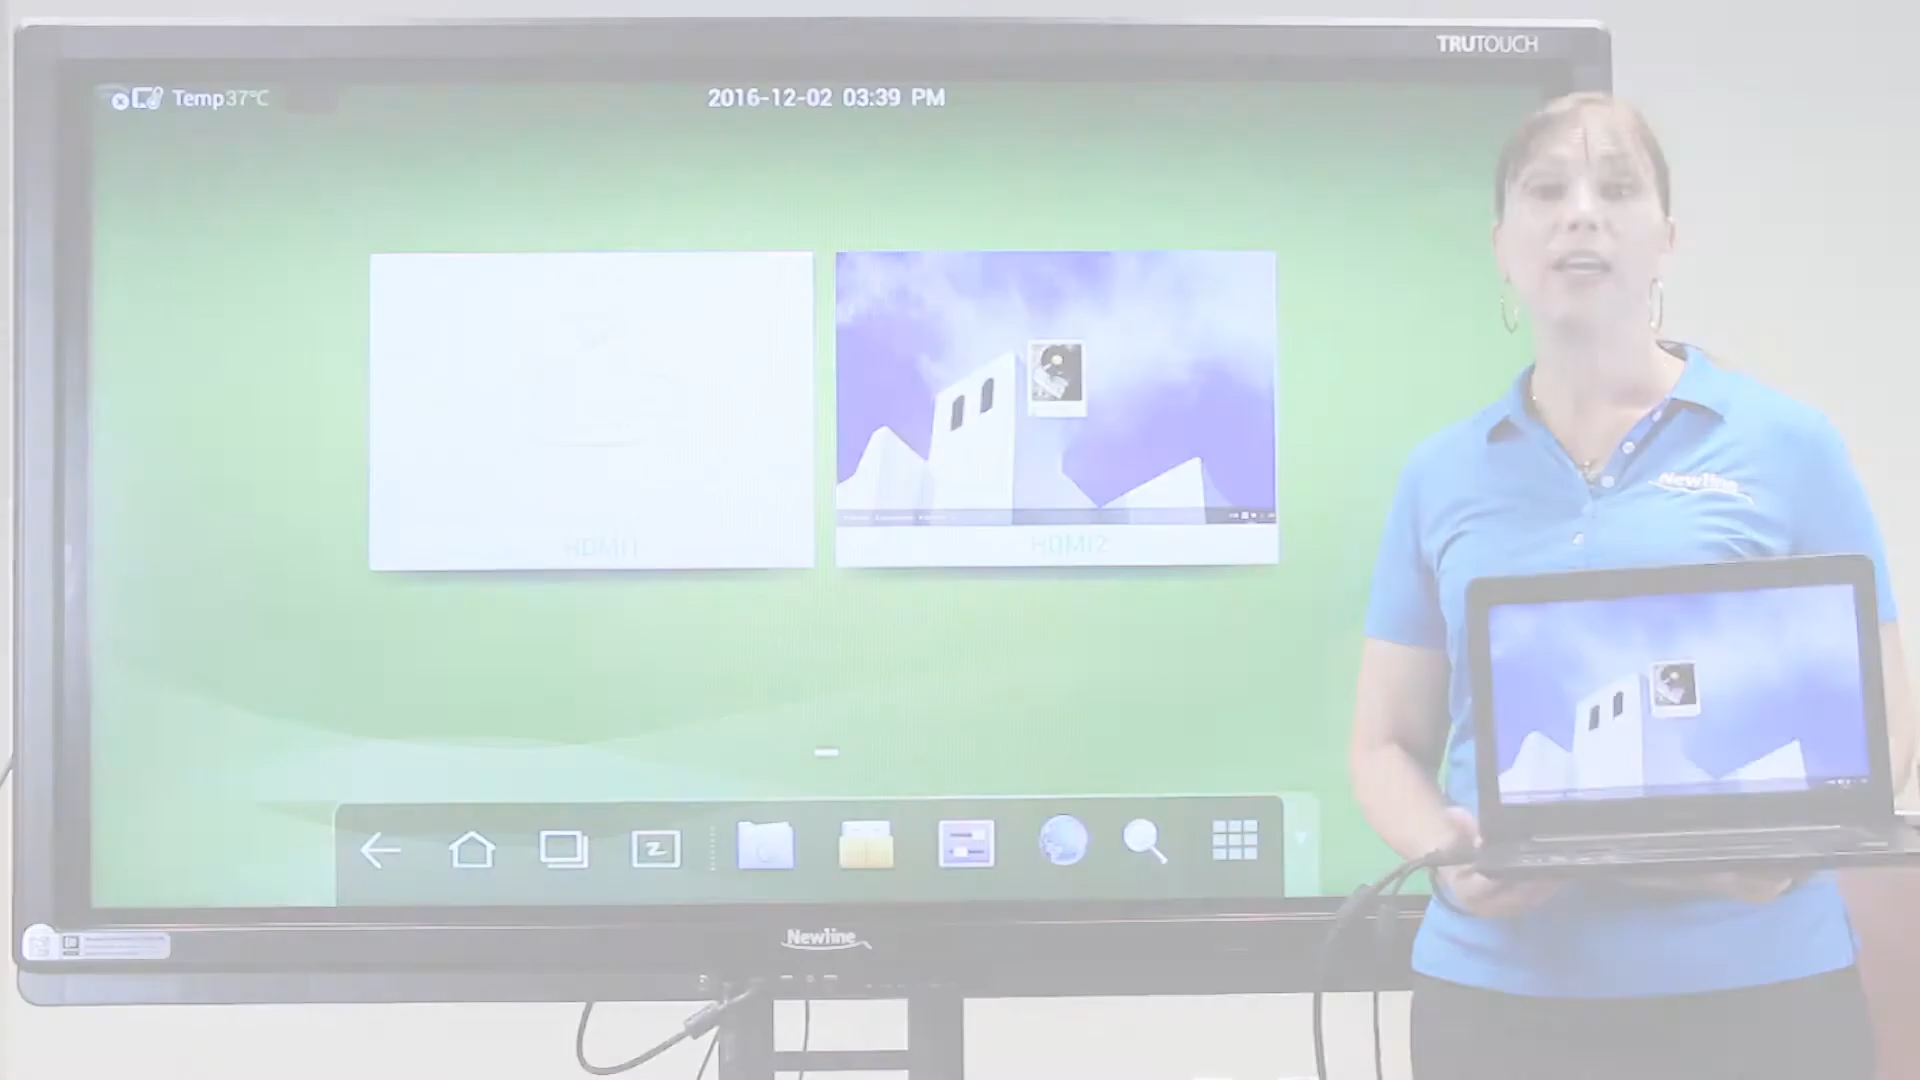 TRUTOUCH
Temp37°C
2016-12-02 03:39 PM
HDMI1
HDMI2
Newline
Newline